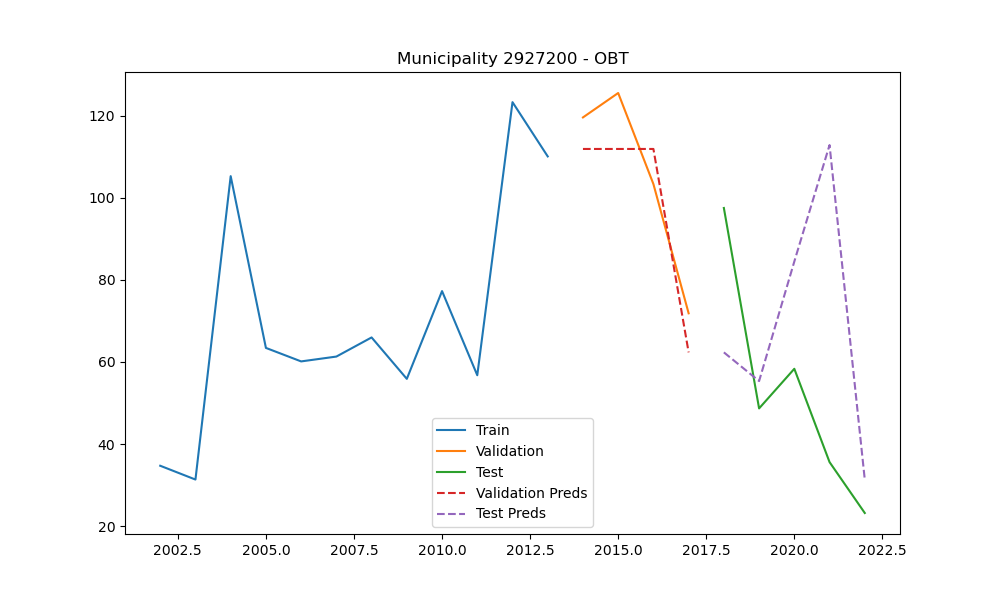 Municipality 2927200 - OBT
120
100
80
60
40
20
Train
Validation
Test
Validation Preds
Test Preds
2002.5 2005.0 2007.5 2010.0 2012.5 2015.0 2017.5 2020.0 2022.5